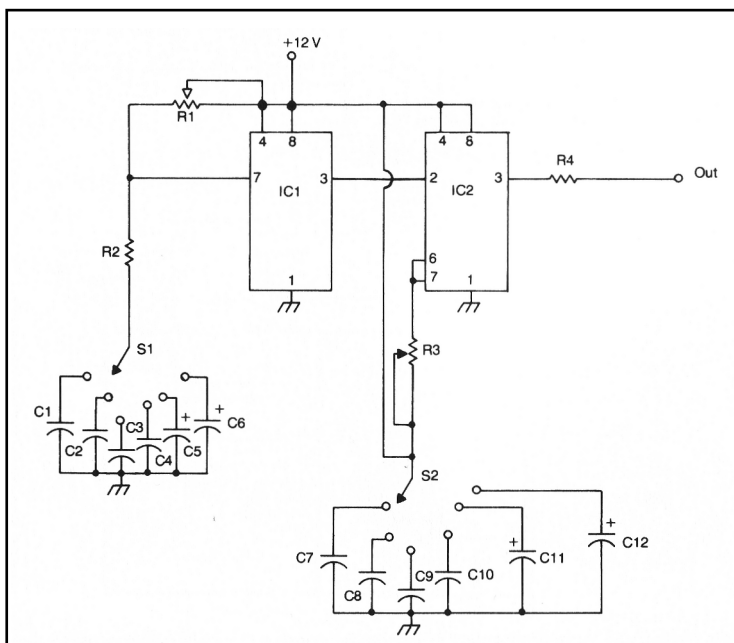 +12 V
R1
4
8
4
8
7
IC1
3
2
IC2
3
R4
Out
R2
6
7
1
1
R3
S1
C1
C2
C3
C4
+
C5
+
C6
S2
C7
C8
C9
C10
+
C11
+
C12